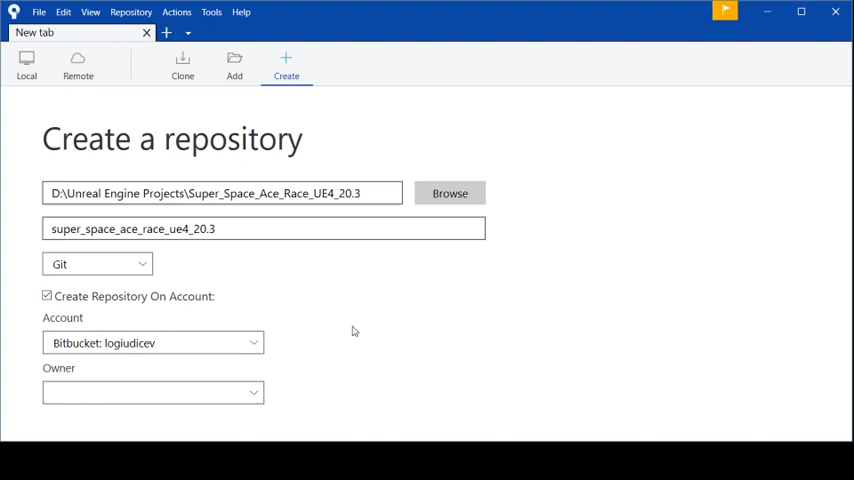 File Edit View Repository Actions Tools Help
New tab
Local Remote Clone Add Create
Create a repository
D:\Unreal Engine Projects\Super_Space_Ace_Race_UE4_20.3 Browse
super_space_ace_race_ue4_20.3
Git
Create Repository On Account:
Account
Bitbucket: logiudicev
Owner